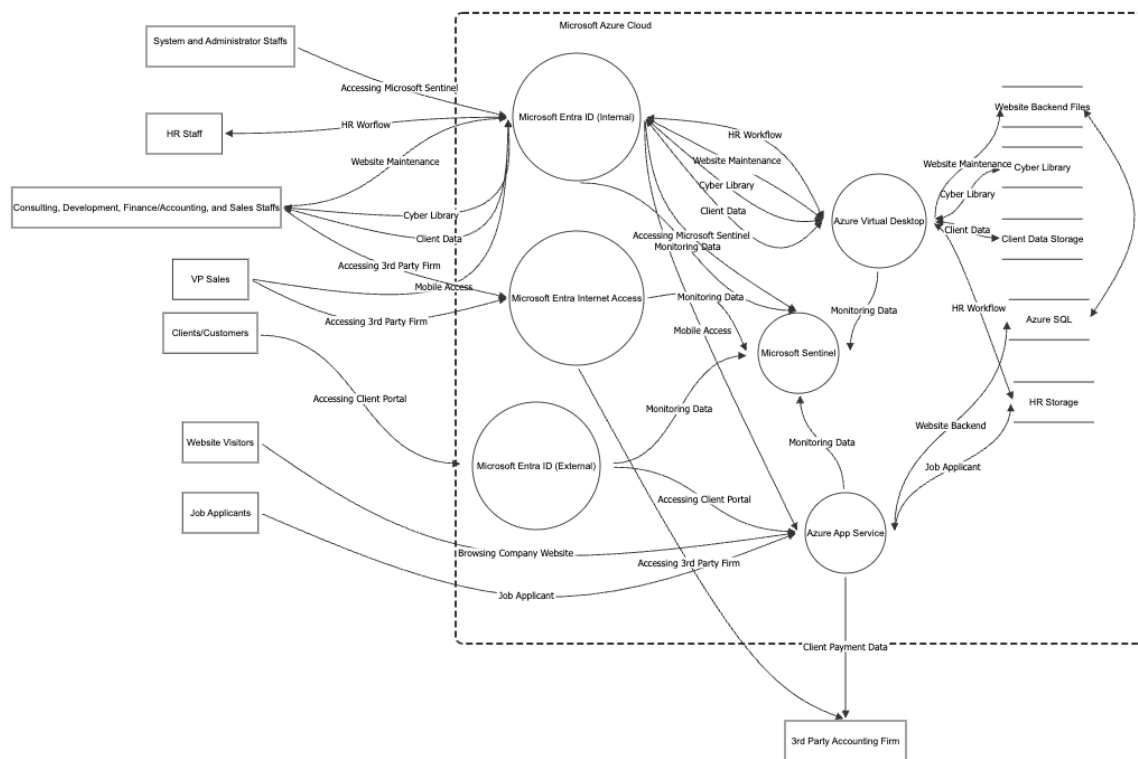 Microsoft Azure Cloud
System and Administrator Staffs
Accessing Microsoft Sentinel
Microsoft Entra ID (Internal)
HR Staff
HR Worflow
HR Workflow
Website Backend Files
Website Maintenance
Website Maintenance
Website Maintenance
Cyber Library
Cyber Library
Cyber Library
Consulting, Development, Finance/Accounting, and Sales Staffs
Cyber Library
Client Data
Client Data
Azure Virtual Desktop
Client Data
Client Data Storage
Accessing Microsoft Sentinel
Monitoring Data
Accessing 3rd Party Firm
VP Sales
Mobile Access
Microsoft Entra Internet Access
Monitoring Data
Monitoring Data
HR Workflow
Accessing 3rd Party Firm
Azure SQL
Clients/Customers
Mobile Access
Microsoft Sentinel
Accessing Client Portal
HR Storage
Monitoring Data
Website Backend
Website Visitors
Monitoring Data
Microsoft Entra ID (External)
Job Applicant
Accessing Client Portal
Job Applicants
Azure App Service
Browsing Company Website
Accessing 3rd Party Firm
Job Applicant
Client Payment Data
3rd Party Accounting Firm